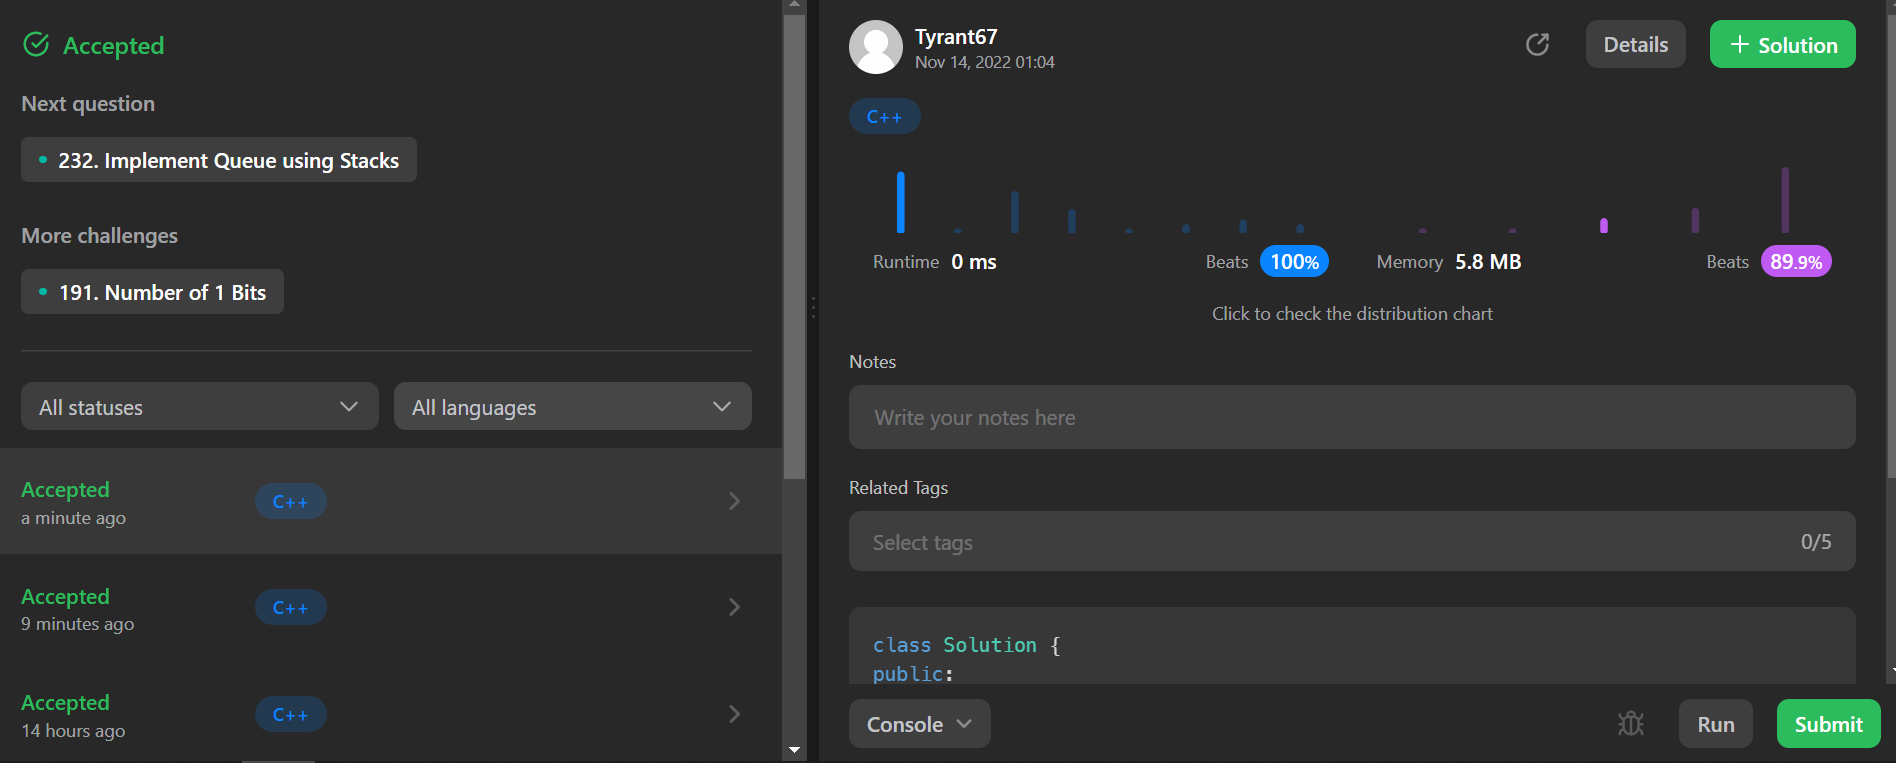 Accepted
Next question
232. Implement Queue using Stacks
More challenges
191. Number of 1 Bits
All statuses
All languages
Accepted
a minute ago
C++
Accepted
9 minutes ago
C++
Accepted
14 hours ago
C++
Tyrant67
Nov 14, 2022 01:04
Details
+ Solution
C++
Runtime 0 ms
Beats 100%
Memory 5.8 MB
Beats 89.9%
Click to check the distribution chart
Notes
Write your notes here
Related Tags
Select tags
0/5
class Solution {
public:
Console
Run
Submit